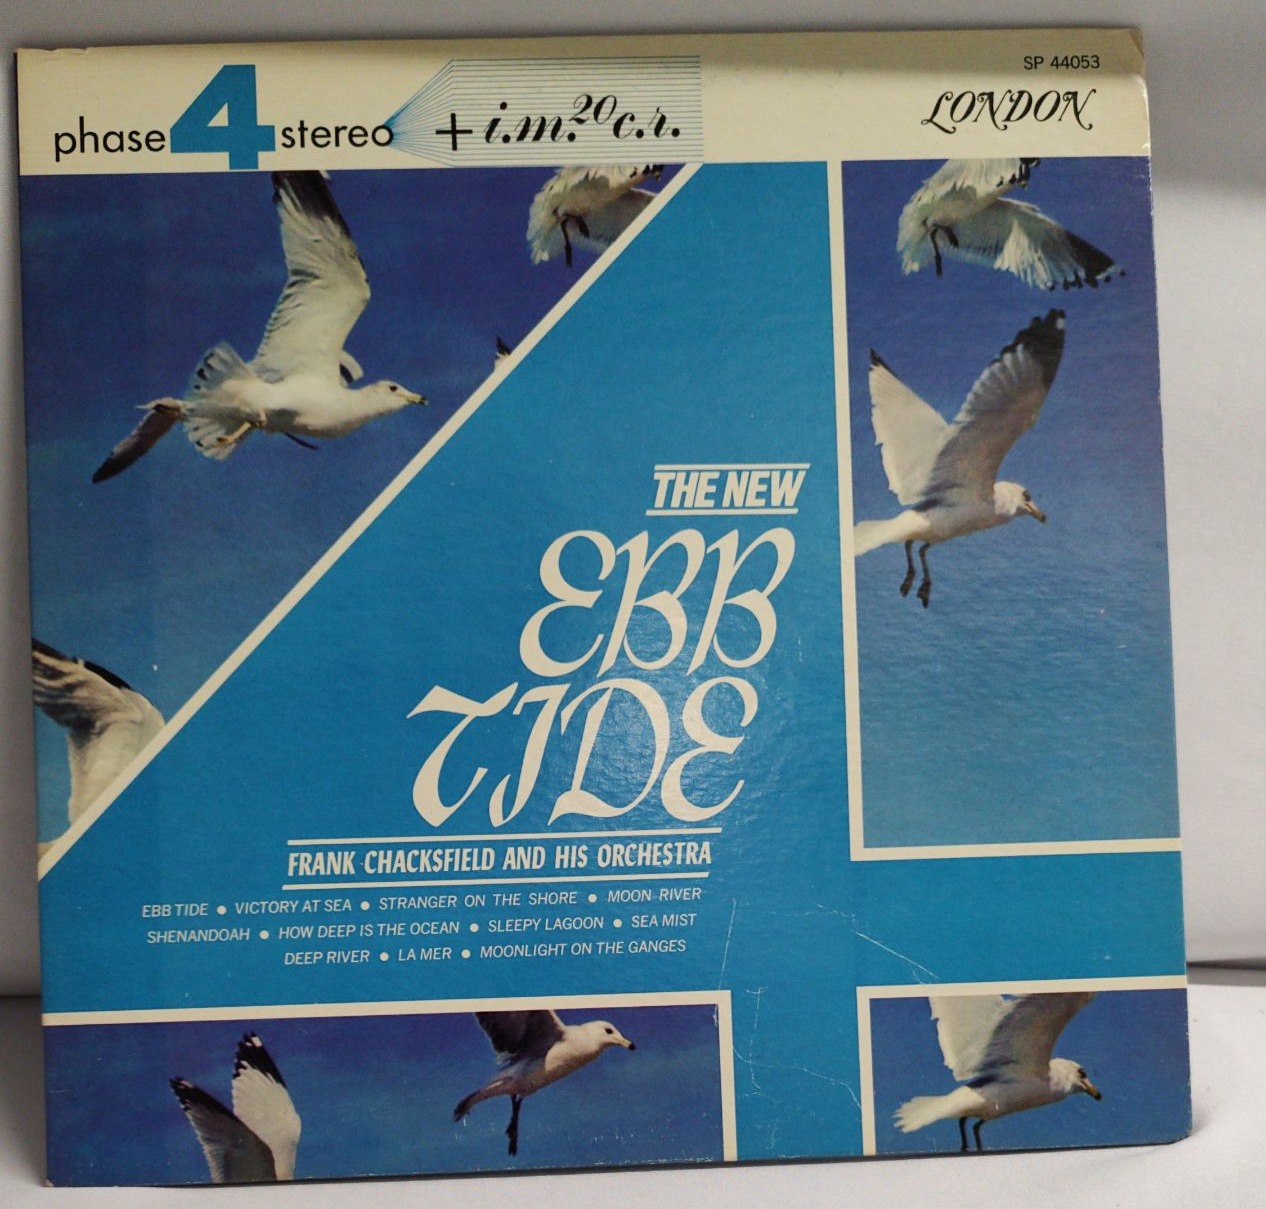 SP 44053
phase 4 stereo + i.m. 20 c.r.
LONDON
THE NEW
EBB
TIDE
FRANK CHACKSFIELD AND HIS ORCHESTRA
EBB TIDE ● VICTORY AT SEA ● STRANGER ON THE SHORE ● MOON RIVER
SHENANDOAH ● HOW DEEP IS THE OCEAN ● SLEEPY LAGOON ● SEA MIST
DEEP RIVER ● LA MER ● MOONLIGHT ON THE GANGES